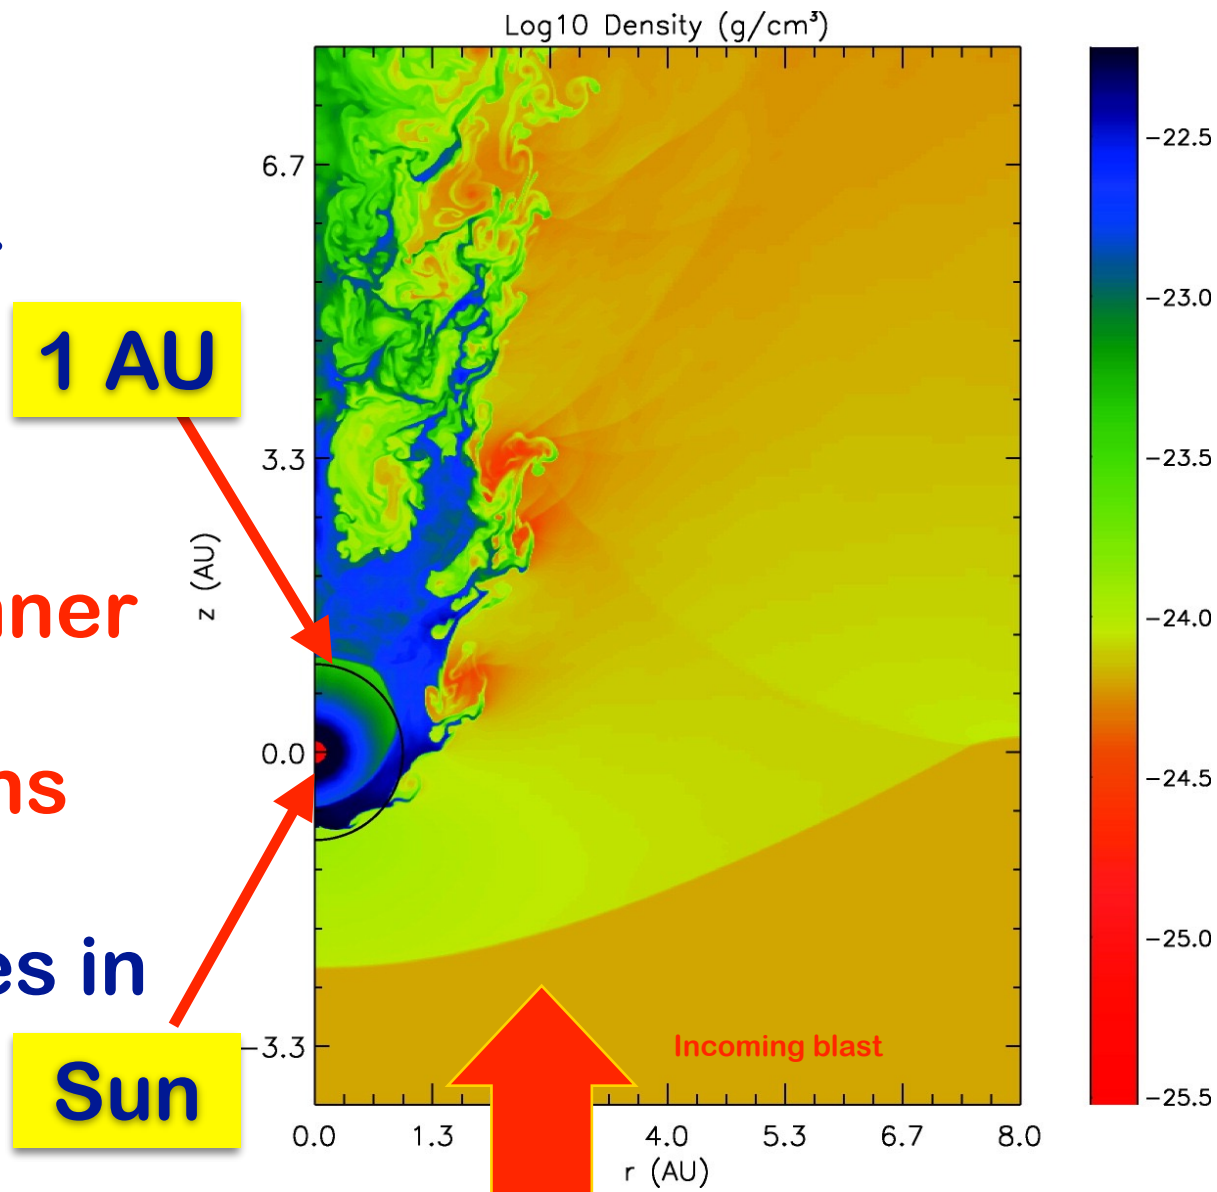 Log10 Density (g/cm³)
1 AU
Sun
Incoming blast
es in
z (AU)
6.7
3.3
0.0
−3.3
0.0 1.3 4.0 5.3 6.7 8.0
r (AU)
−22.5
−23.0
−23.5
−24.0
−24.5
−25.0
−25.5